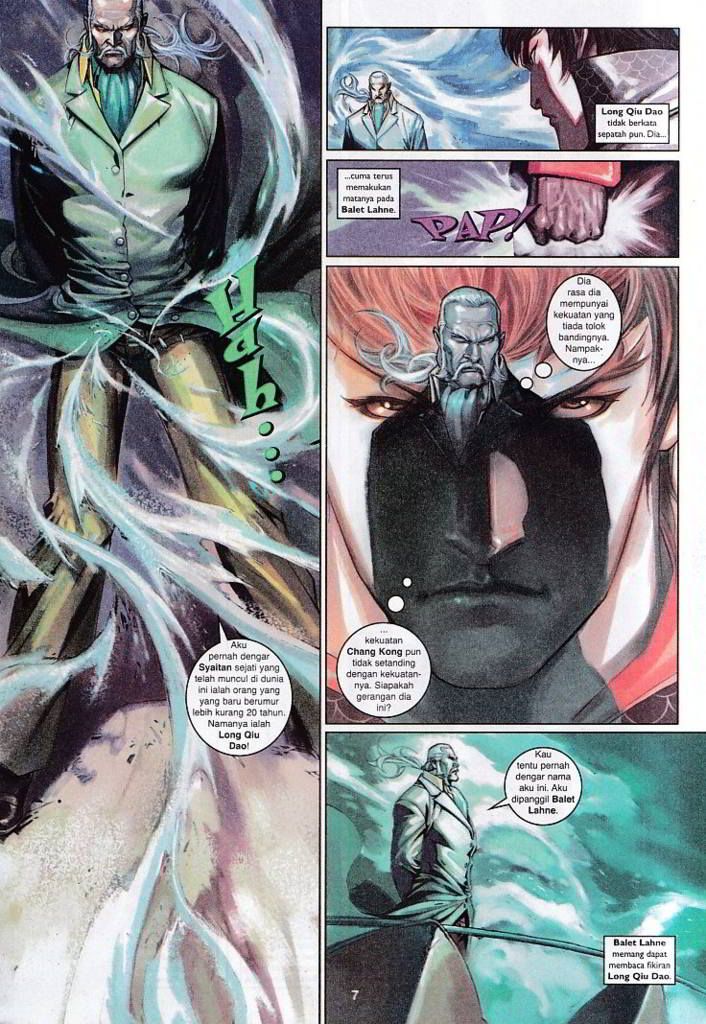 Hah...
Aku
pernah dengar
Syaitan sejati yang
telah muncul di dunia
ini ialah orang yang
yang baru berumur
lebih kurang 20 tahun.
Namanya ialah
Long Qiu
Dao!
Long Qiu Dao
tidak berkata
sepatah pun. Dia...
...cuma terus
memakukan
matanya pada
Balet Lahne.
PAP!
Dia
rasa dia
mempunyai
kekuatan yang
tiada tolok
bandingnya.
Nampak-
nya...
...
kekuatan
Chang Kong pun
tidak setanding
dengan kekuatan-
nya. Siapakah
gerangan dia
ini?
Kau
tentu pernah
dengar nama
aku ini. Aku
dipanggil Balet
Lahne.
Balet Lahne
memang dapat
membaca fikiran
Long Qiu Dao.
7